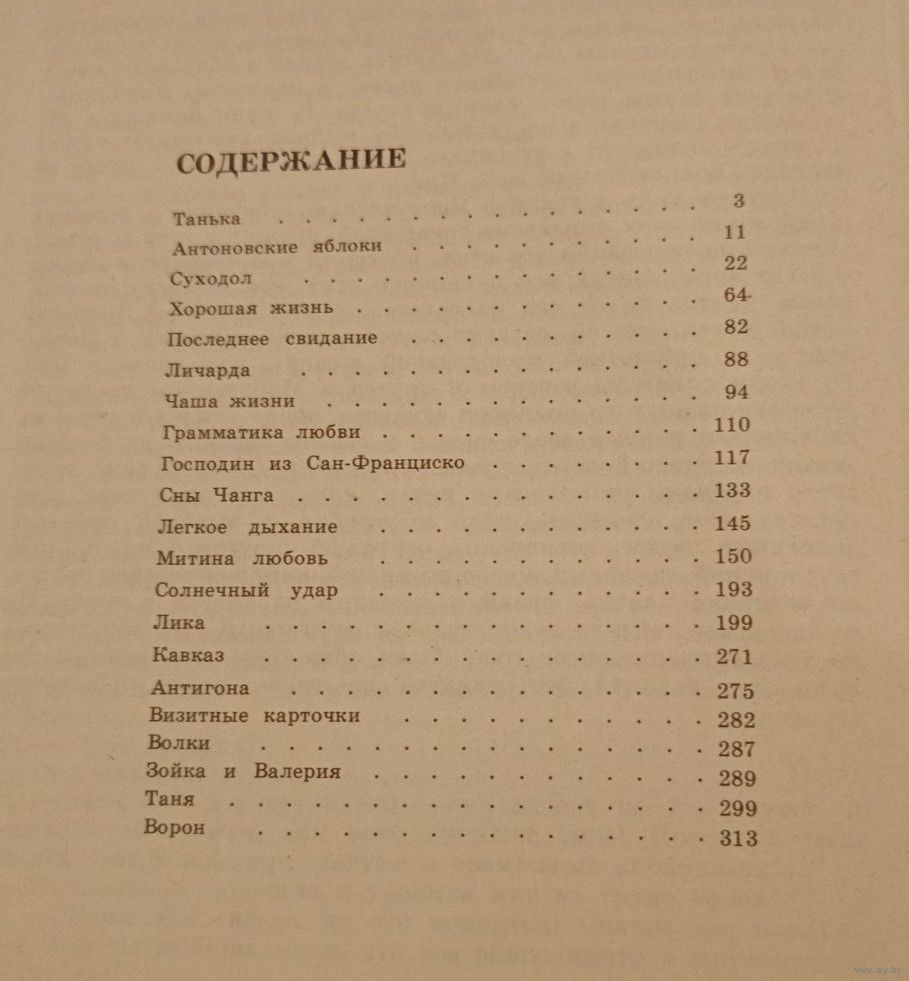 СОДЕРЖАНИЕ
Танька . . . . . . . . . . . . . . . . 3
Антоновские яблоки . . . . . . . . . . . 11
Суходол . . . . . . . . . . . . . . . 22
Хорошая жизнь . . . . . . . . . . . . . 64
Последнее свидание . . . . . . . . . . . 82
Личарда . . . . . . . . . . . . . . . 88
Чаша жизни . . . . . . . . . . . . . . 94
Грамматика любви . . . . . . . . . . . . 110
Господин из Сан-Франциско . . . . . . . . 117
Сны Чанга . . . . . . . . . . . . . . . 133
Легкое дыхание . . . . . . . . . . . . 145
Митина любовь . . . . . . . . . . . . 150
Солнечный удар . . . . . . . . . . . . 193
Лика . . . . . . . . . . . . . . . . 199
Кавказ . . . . . . . . . . . . . . . . 271
Антигона . . . . . . . . . . . . . . . 275
Визитные карточки . . . . . . . . . . . 282
Волки . . . . . . . . . . . . . . . . 287
Зойка и Валерия . . . . . . . . . . . . 289
Таня . . . . . . . . . . . . . . . . . 299
Ворон . . . . . . . . . . . . . . . . 313
www.ay.by